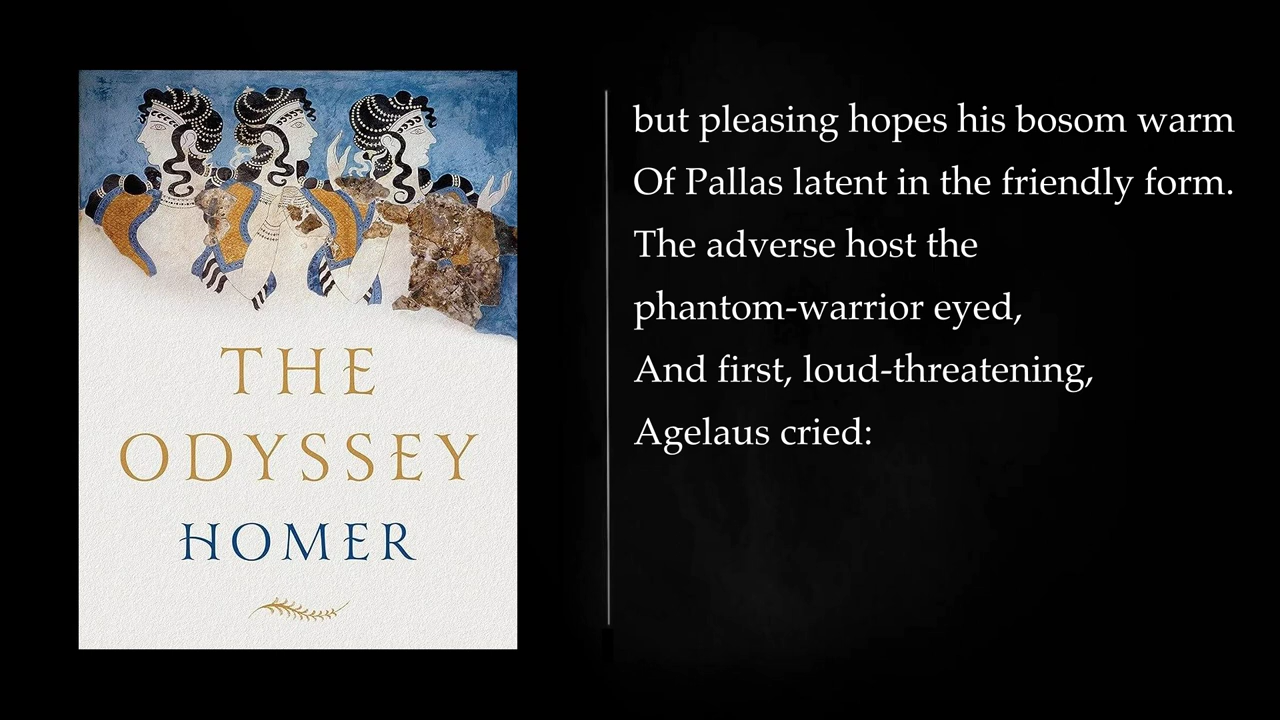 THE
ODYSSEY
HOMER
but pleasing hopes his bosom warm
Of Pallas latent in the friendly form.
The adverse host the
phantom-warrior eyed,
And first, loud-threatening,
Agelaus cried: